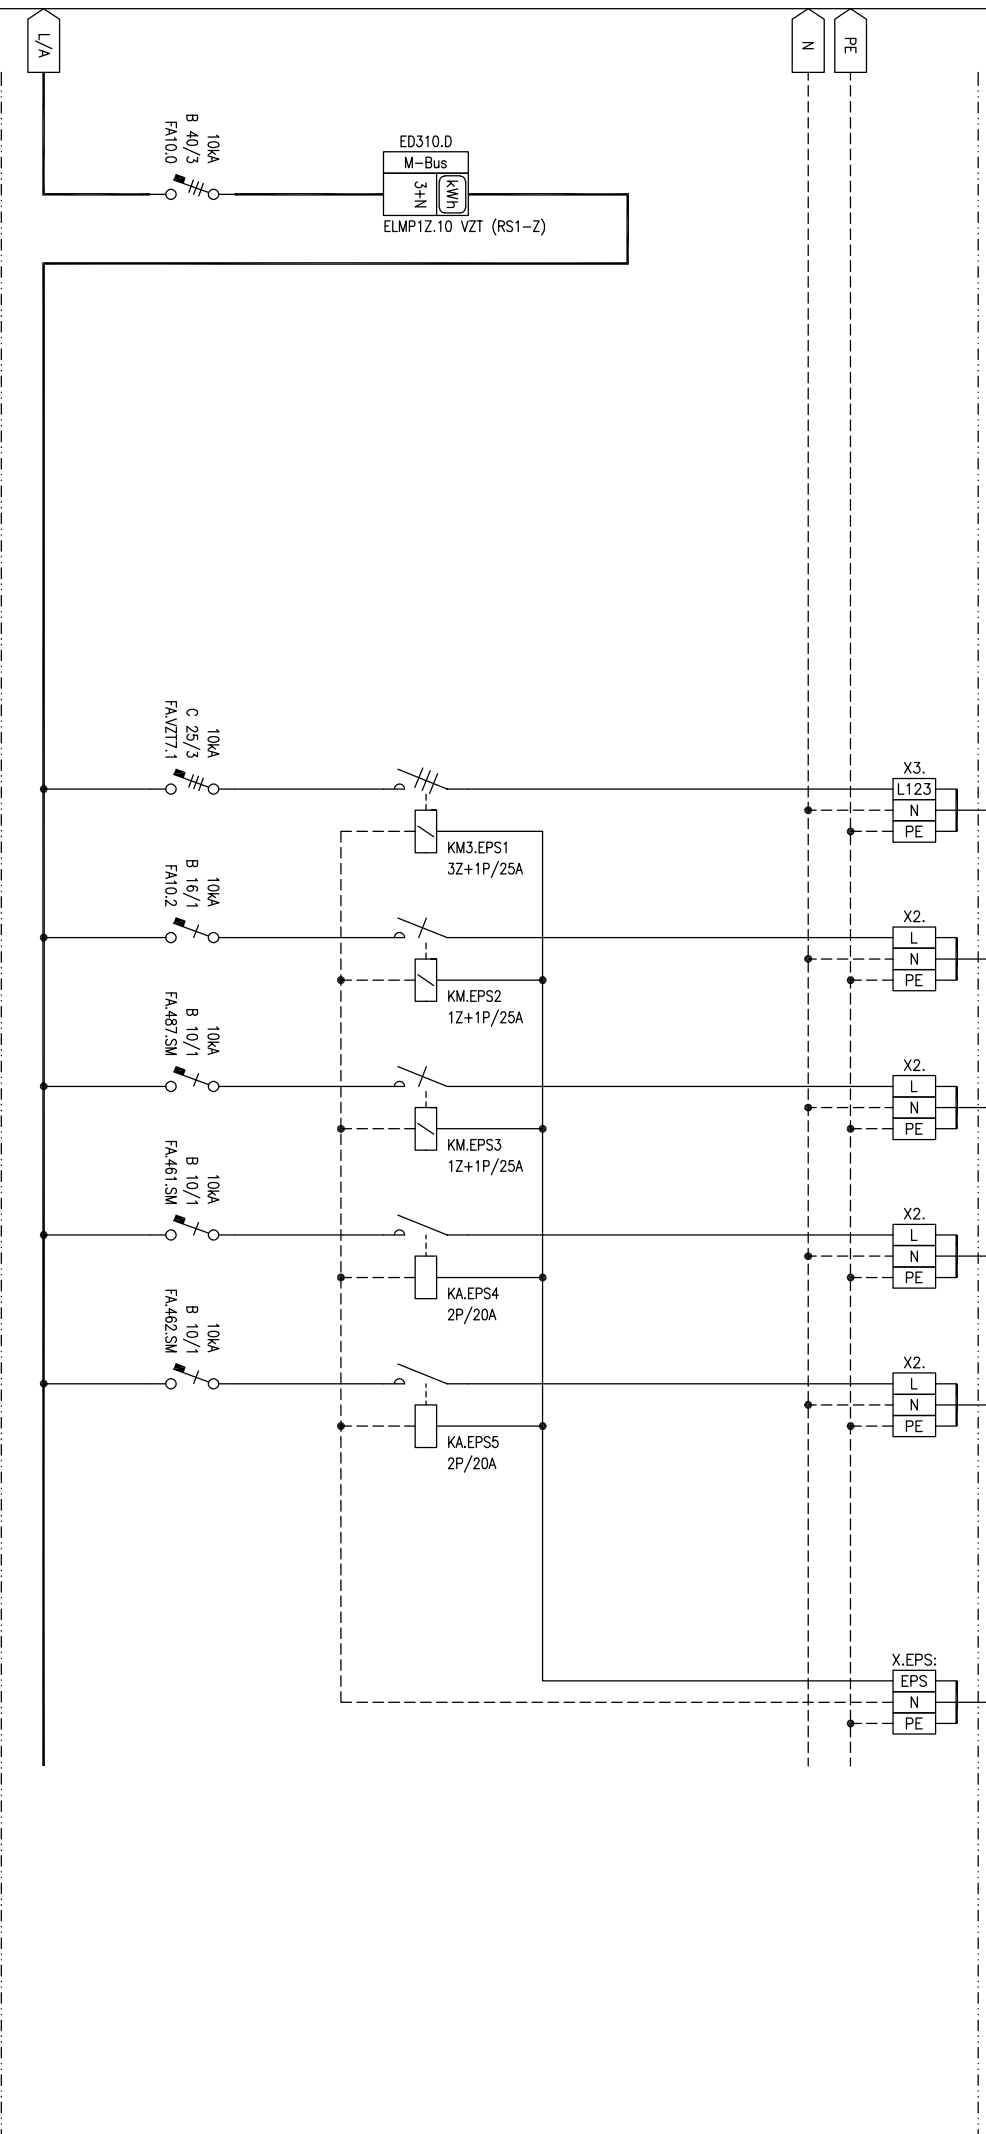 L/A
N
PE
10kA
B 40/3
FA10.0
ED310.D
M-Bus
kWh
3+N
ELMP1Z.10 VZT (RS1-Z)
10kA
C 25/3
FA.VZT7.1
KM3.EPS1
3Z+1P/25A
X3.
L123
N
PE
10kA
B 16/1
FA10.2
KM.EPS2
1Z+1P/25A
X2.
L
N
PE
10kA
B 10/1
FA.487.SM
KM.EPS3
1Z+1P/25A
X2.
L
N
PE
10kA
B 10/1
FA.461.SM
KA.EPS4
2P/20A
X2.
L
N
PE
10kA
B 10/1
FA.462.SM
KA.EPS5
2P/20A
X2.
L
N
PE
X.EPS:
EPS
N
PE